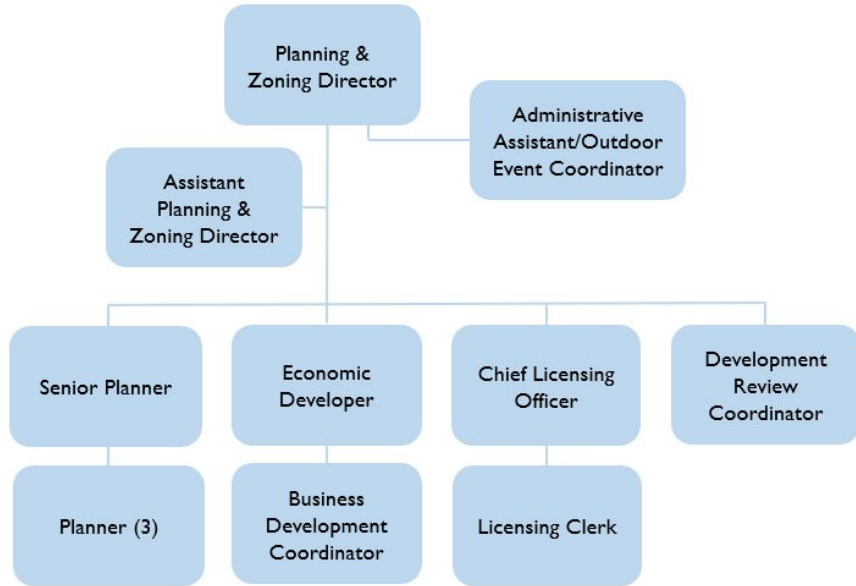 Planning &
Zoning Director
Administrative
Assistant/Outdoor
Event Coordinator
Assistant
Planning &
Zoning Director
Senior Planner
Economic
Developer
Chief Licensing
Officer
Development
Review
Coordinator
Planner (3)
Business
Development
Coordinator
Licensing Clerk